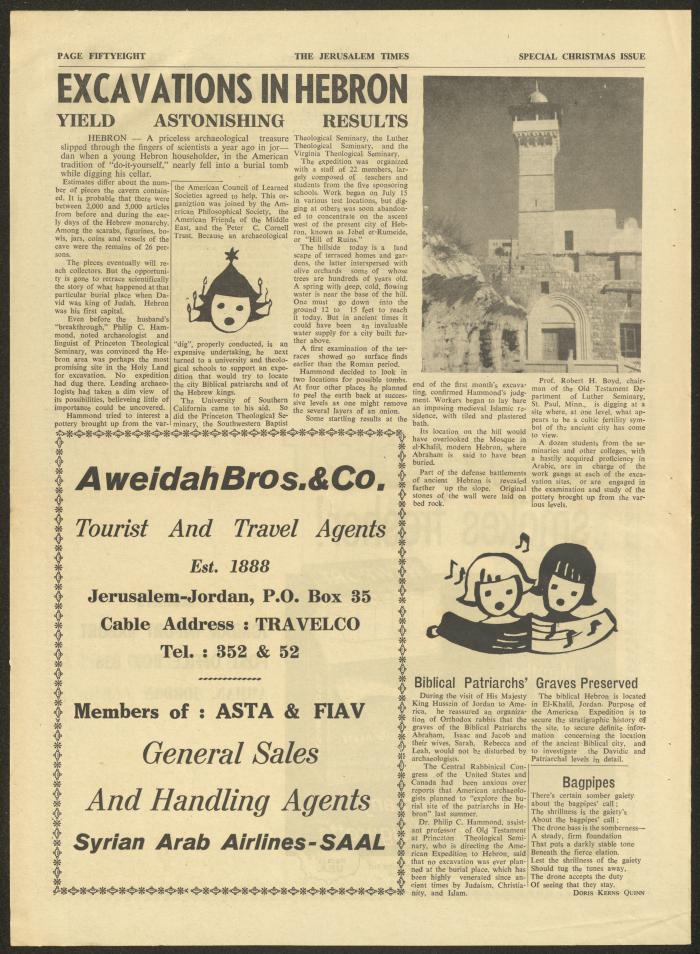 PAGE FIFTYEIGHT
THE JERUSALEM TIMES
SPECIAL CHRISTMAS ISSUE
EXCAVATIONS IN HEBRON
YIELD ASTONISHING RESULTS
HEBRON — A priceless archaeological treasure
slipped through the fingers of scientists a year ago in jor—
dan when a young Hebron householder, in the American
tradition of "do-it-yourself," nearly fell into a burial tomb
while digging his cellar.
Estimates differ about the num-
ber of pieces the cavern contain-
ed. It is probable that there were
between 2,000 and 5,000 articles
from before and during the ear-
ly days of the Hebrew monarchy.
Among the scarabs, figurines, bo-
wls, jars, coins and vessels of the
cave were the remains of 26 per-
sons.
The pieces eventually will re-
ach collectors. But the opportuni-
ty is gone to retrace scientifically
the story of what happened at that
particular burial place when Da-
vid was king of Judah. Hebron
was his first capital.
Even before the husband's
"breakthrough," Philip C. Ham-
mond, noted archaeologist and
linguist of Princeton Theological
Seminary, was convinced the He-
bron area was perhaps the most
promising site in the Holy Land
for excavation. No expedition
had dug there. Leading archaeo-
logists had taken a dim view of
its possibilities, believing little of
importance could be uncovered.
Hammond tried to interest a
pottery brought up from the var-
the American Council of Learned
Societies agreed to help. This or-
ganiztion was joined by the Am-
erican Philosophical Society, the
American Friends of the Middle
East, and the Peter C. Cornell
Trust. Because an archaeological
"dig", properly conducted, is an
expensive undertaking, he next
turned to a university and theolo-
gical schools to support an expe-
dition that would try to locate
the city Biblical patriarchs and of
the Hebrew kings.
The University of Southern
California came to his aid. So
did the Princeton Theological Se-
minary, the Southwestern Baptist
Theological Seminary, the Luther
Theological Seminary, and the
Virginia Theological Seminary.
The expedition was organized
with a staff of 22 members, lar-
gely composed of teachers and
students from the five sponsoring
schools. Work began on July 15
in various test locations, but dig-
ging at others was soon abandon-
ed to concentrate on the ascent
west of the present city of Heb-
ron, known as Jebel er-Rumeide,
or "Hill of Ruins."
The hillside today is a land
scape of terraced homes and gar-
dens, the latter interspersed with
olive orchards some of whose
trees are hundreds of years old.
A spring with deep, cold, flowing
water is near the base of the hill.
One must go down into the
ground 12 to 15 feet to reach
it today. But in ancient times it
could have been an invaluable
water supply for a city built fur-
ther above.
A first examination of the ter-
races showed no surface finds
earlier than the Roman period.
Hammond decided to look in
two locations for possible tombs.
At four other places he planned
to peel the earth back at succes-
sive levels as one might remove
the several layers of an onion.
Some startling results at the
end of the first month's, excava-
ting, confirmed Hammond's judg-
ment. Workers began to lay bare
an imposing medieval Islamic re-
sidence, with tiled and plastered
bath.
Its location on the hill would
have overlooked the Mosque in
el-Khalil, modern Hebron, where
Abraham is said to have been
buried.
Part of the defense battlements
of ancient Hebron is revealed
farther up the slope. Original
stones of the wall were laid on
bed rock.
Prof. Robert H. Boyd, chair-
man of the Old Testament De-
partment of Luther Seminary,
St. Paul, Minn., is digging at a
site where, at one level, what ap-
pears to be a cultic fertility sym-
bol of the ancient city has come
to view.
A dozen students from the se-
minaries and other colleges, with
a hastily acquired proficiency in
Arabic, are in charge of the
work gangs at each of the exca-
vation sites, or are engaged in
the examination and study of the
pottery brought up from the var-
ious levels.
Aweidah Bros. & Co.
Tourist And Travel Agents
Est. 1888
Jerusalem-Jordan, P.O. Box 35
Cable Address : TRAVELCO
Tel. : 352 & 52
Members of : ASTA & FIAV
General Sales
And Handling Agents
Syrian Arab Airlines-SAAL
Biblical Patriarchs' Graves Preserved
During the visit of His Majesty
King Hussein of Jordan to Ame-
rica, he reassured an organiza-
tion of Orthodox rabbis that the
graves of the Biblical Patriarchs
Abraham, Isaac and Jacob and
their wives, Sarah, Rebecca and
Leah, would not be disturbed by
archaeologists.
The Central Rabbinical Con-
gress of the United States and
Canada had been anxious over
reports that American archaeolo-
gists planned to "explore the bu-
rial site of the patriarchs in He-
bron" last summer.
Dr. Philip C. Hammond, assist-
ant professor of Old Testament
at Princeton Theological Semi-
nary, who is directing the Ame-
rican Expedition to Hebron, said
that no excavation was ever plan-
ned at the burial place, which has
been highly venerated since an-
cient times by Judaism, Christia-
nity, and Islam.
The biblical Hebron is located
in El-Khalil, Jordan. Purpose of
the American Expedition is to
secure the stratigraphic history of
the site, to secure definite infor-
mation concerning the location
of the ancient Biblical city, and
to investigate the Davidic and
Patriarchal levels in detail.
Bagpipes
There's certain somber gaiety
about the bagpipes' call ;
The shrillness is the gaiety's
About the bagpipes' call ;
The drone bass is the somberness—
A steady, firm foundation
That puts a darkly stable tone
Beneath the fierce elation.
Lest the shrillness of the gaiety
Should tug the tunes away,
The drone accepts the duty
Of seeing that they stay.
DORIS KERNS QUINN